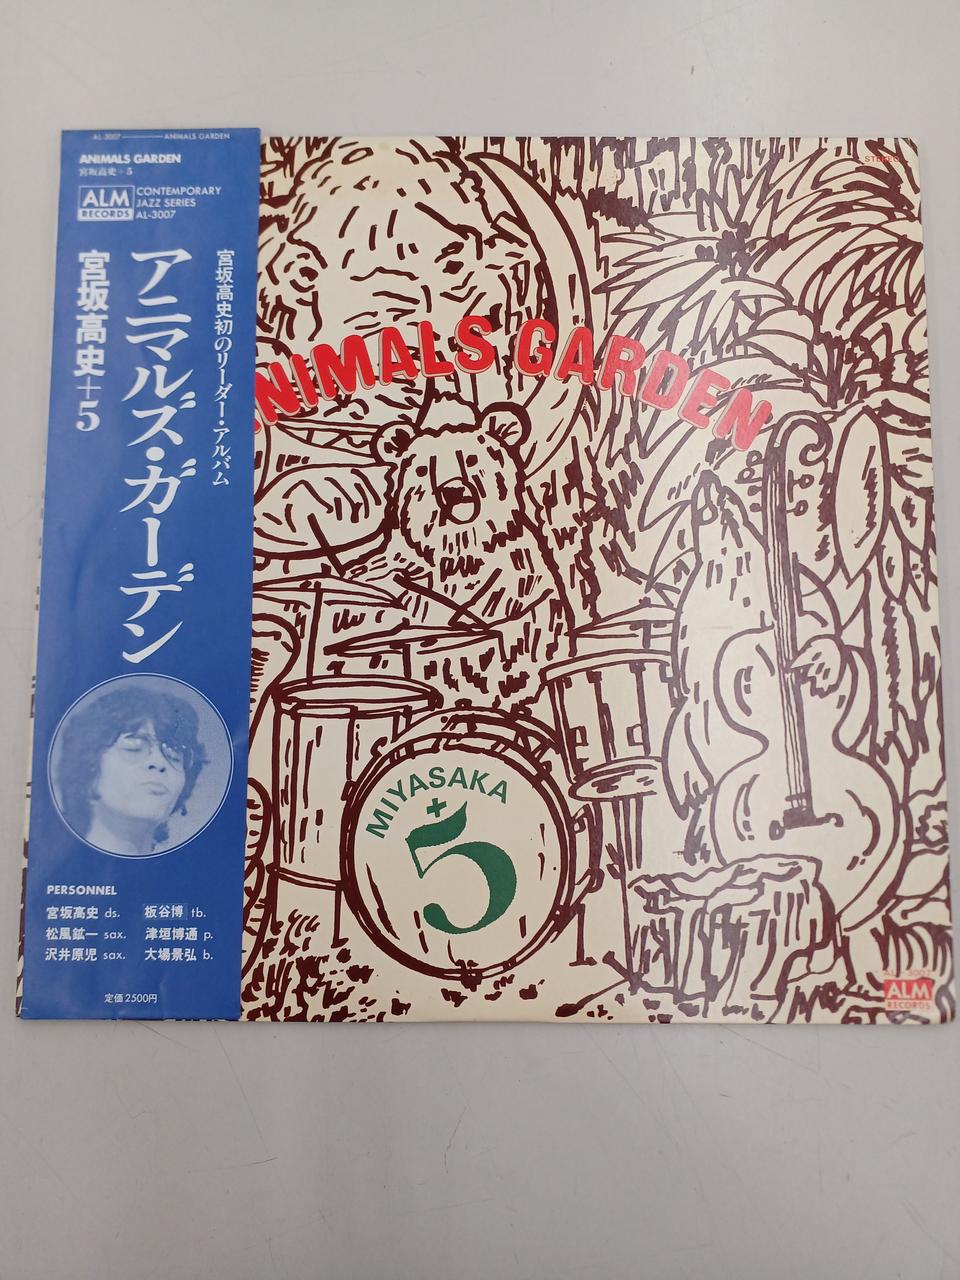 AL-3007 ANIMALS GARDEN
ANIMALS GARDEN
宮坂高史+5
ALM
RECORDS
CONTEMPORARY
JAZZ SERIES
AL-3007
宮坂高史初のリーダー・アルバム
アニマルズ・ガーデン
宮坂高史+5
PERSONNEL
宮坂高史 ds. 板谷博 tb.
松風鉱一 sax. 津垣博通 p.
沢井原児 sax. 大場景弘 b.
定価2500円
STEREO
ANIMALS GARDEN
MIYASAKA
+
5
AL-3007
ALM
RECORDS